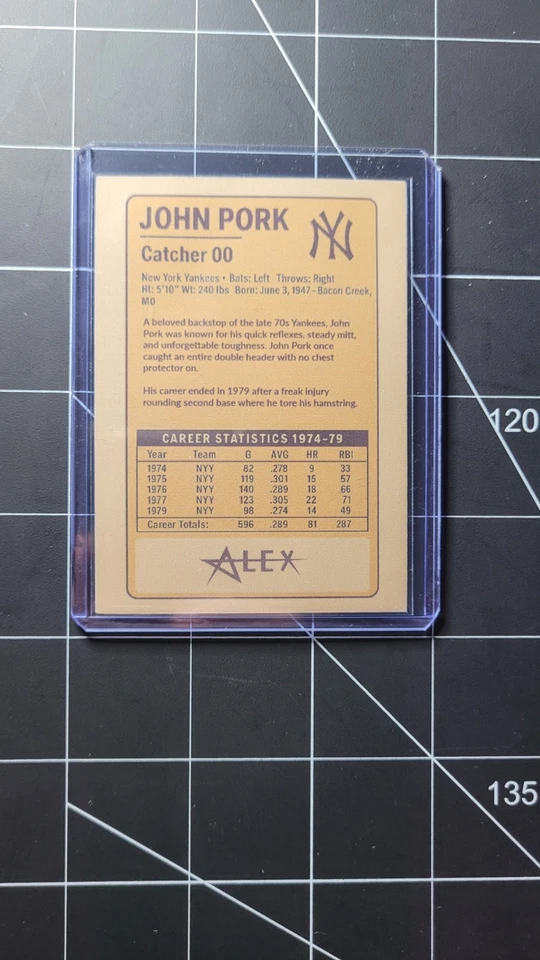 JOHN PORK
NY
Catcher 00
New York Yankees • Bats: Left Throws: Right
Ht: 5'10" Wt: 240 lbs Born: June 3, 1947–Bacon Creek,
MO
A beloved backstop of the late 70s Yankees, John
Pork was known for his quick reflexes, steady mitt,
and unforgettable toughness. John Pork once
caught an entire double header with no chest
protector on.
His career ended in 1979 after a freak injury
rounding second base where he tore his hamstring.
CAREER STATISTICS 1974–79
Year Team G AVG HR RBI
1974 NYY 82 .278 9 33
1975 NYY 119 .301 15 57
1976 NYY 140 .289 18 66
1977 NYY 123 .305 22 71
1979 NYY 98 .274 14 49
Career Totals: 596 .289 81 287
ALEX
120
135